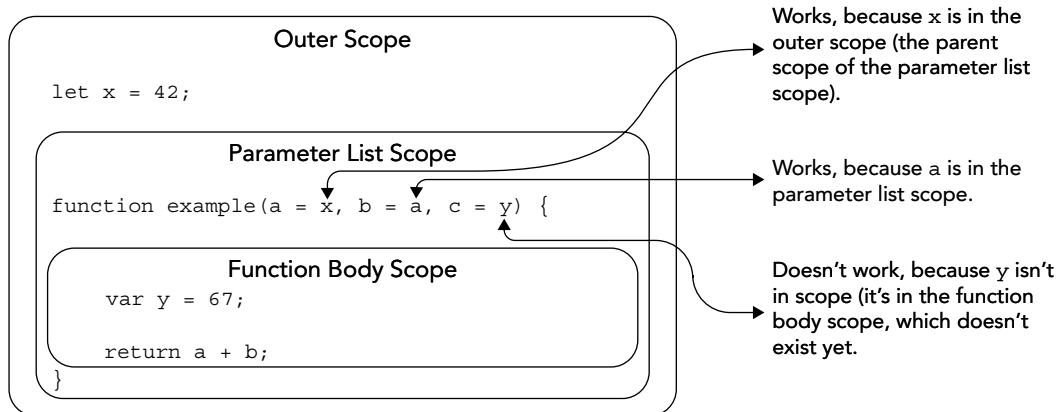 Outer Scope
let x = 42;
Parameter List Scope
function example(a = x, b = a, c = y) {
Function Body Scope
var y = 67;
return a + b;
}
Works, because x is in the
outer scope (the parent
scope of the parameter list
scope).
Works, because a is in the
parameter list scope.
Doesn’t work, because y isn’t
in scope (it’s in the function
body scope, which doesn’t
exist yet.